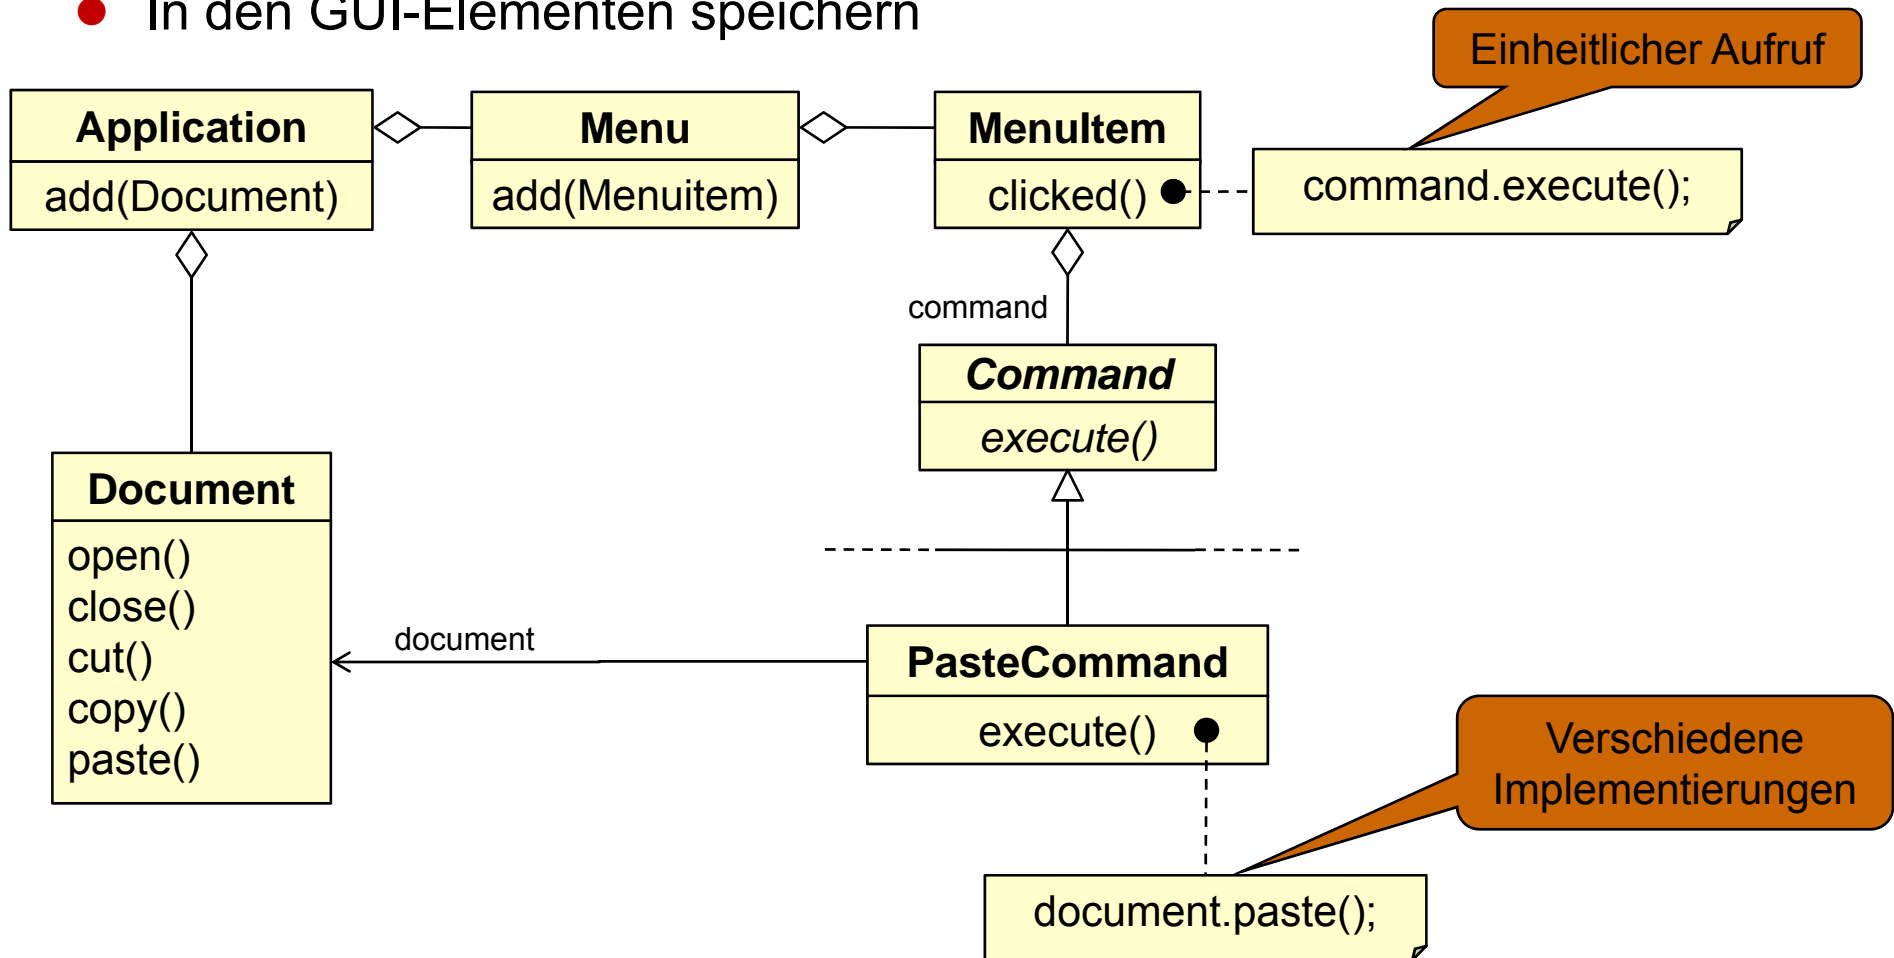 In den GUI-Elementen speichern
Einheitlicher Aufruf
Application
add(Document)
Menu
add(Menuitem)
MenuItem
clicked()
command.execute();
command
Command
execute()
Document
open()
close()
cut()
copy()
paste()
document
PasteCommand
execute()
Verschiedene
Implementierungen
document.paste();